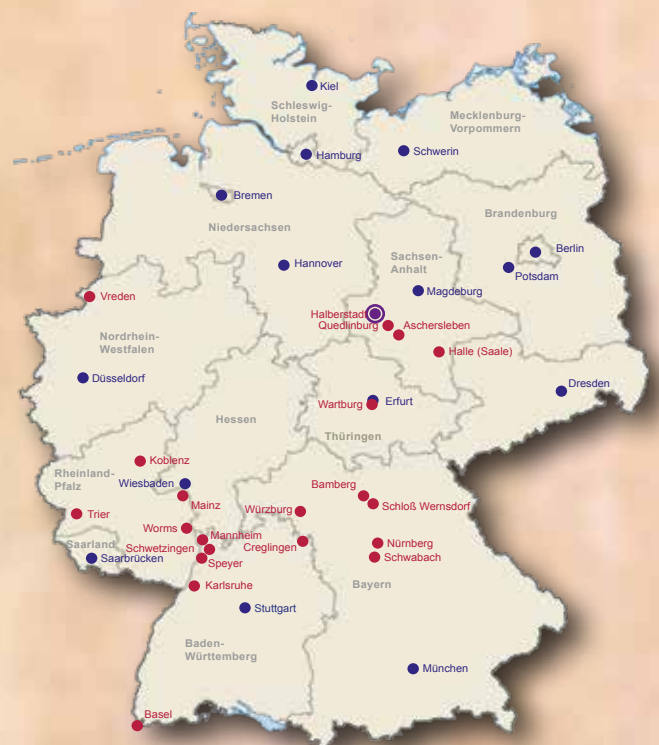 Kiel
Schleswig-
Holstein
Mecklenburg-
Vorpommern
Hamburg
Schwerin
Bremen
Brandenburg
Niedersachsen
Berlin
Sachsen-
Anhalt
Hannover
Potsdam
Magdeburg
Vreden
Halberstadt
Quedlinburg
Aschersleben
Nordrhein-
Westfalen
Halle (Saale)
Düsseldorf
Dresden
Wartburg
Erfurt
Hessen
Thüringen
Koblenz
Rheinland-
Pfalz
Wiesbaden
Bamberg
Mainz
Schloß Wernsdorf
Würzburg
Trier
Worms
Mannheim
Saarland
Schwetzingen
Creglingen
Nürnberg
Saarbrücken
Speyer
Schwabach
Karlsruhe
Bayern
Stuttgart
Baden-
Württemberg
München
Basel